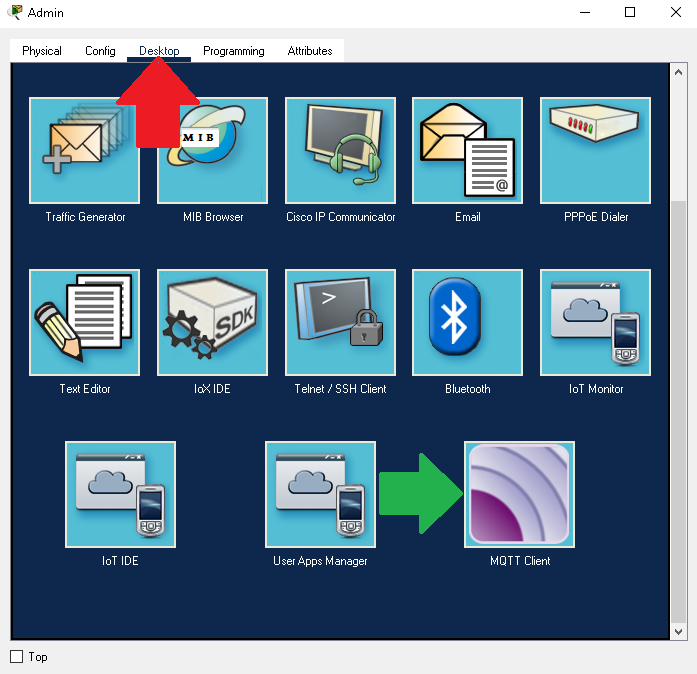 Admin
Physical Config Desktop Programming Attributes
MIB
@
Traffic Generator MIB Browser Cisco IP Communicator Email PPPoE Dialer
>
SDK
Text Editor IoX IDE Telnet / SSH Client Bluetooth IoT Monitor
IoT IDE User Apps Manager MQTT Client
Top